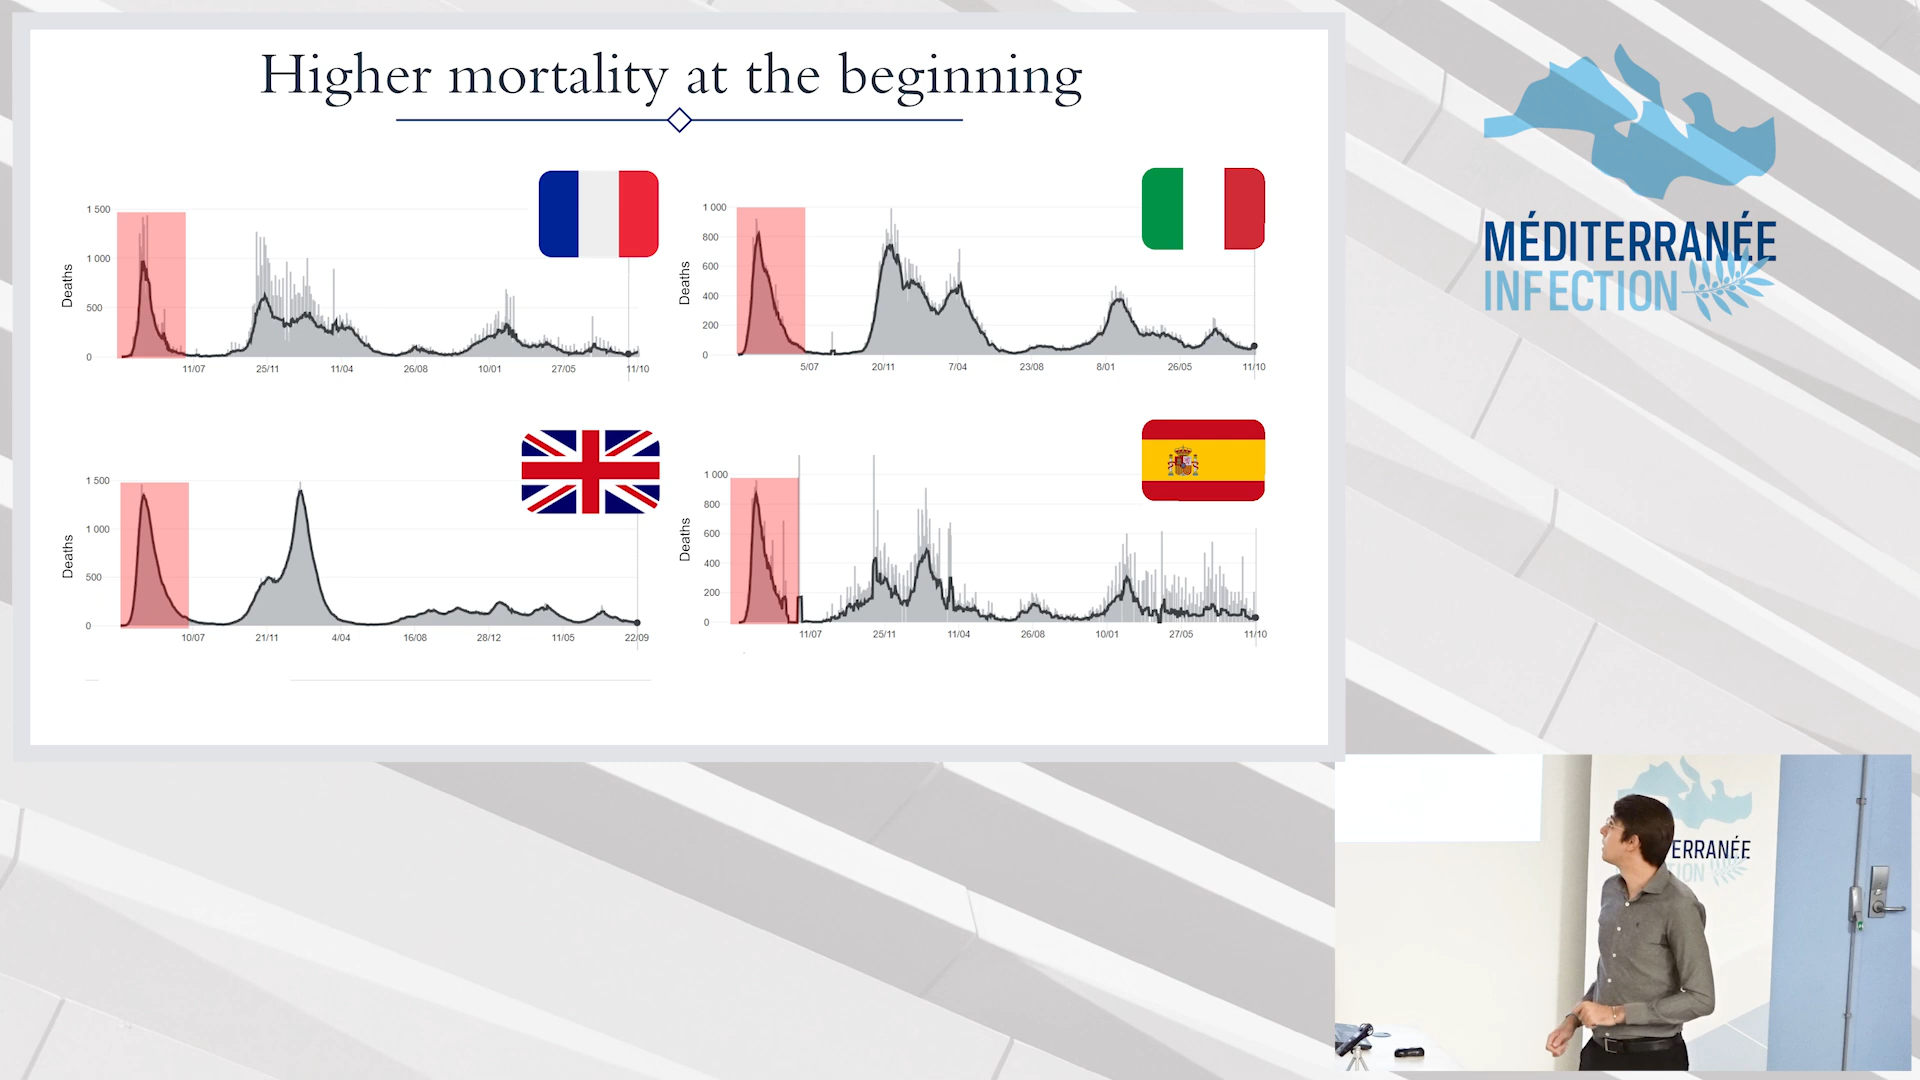 Higher mortality at the beginning
Deaths
1 500
1 000
500
0
11/07 25/11 11/04 26/08 10/01 27/05 11/10
Deaths
1 000
800
600
400
200
0
5/07 20/11 7/04 23/08 8/01 26/05 11/10
Deaths
1 500
1 000
500
0
10/07 21/11 4/04 16/08 28/12 11/05 22/09
Deaths
1 000
800
600
400
200
0
11/07 25/11 11/04 26/08 10/01 27/05 11/10
MÉDITERRANÉE
INFECTION
ERRANÉE
TION